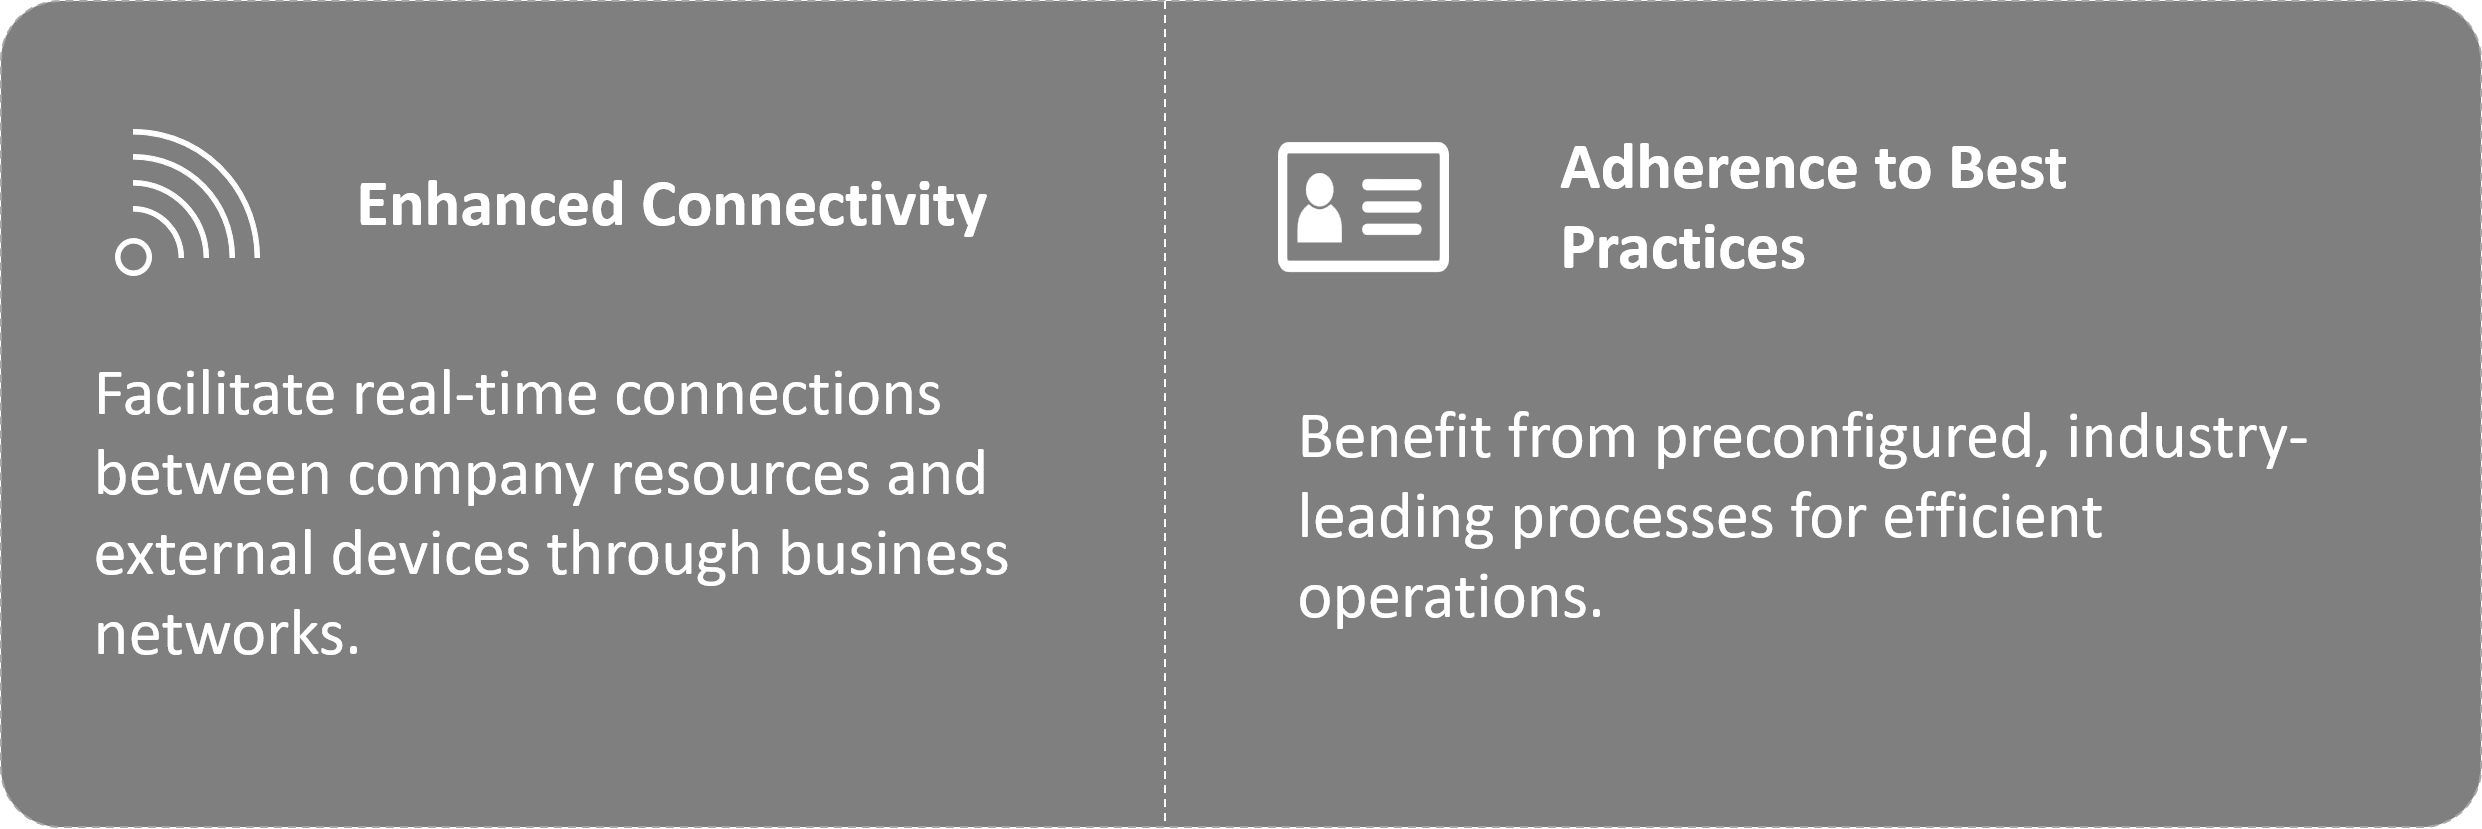 Enhanced Connectivity
Facilitate real-time connections
between company resources and
external devices through business
networks.
Adherence to Best
Practices
Benefit from preconfigured, industry-
leading processes for efficient
operations.